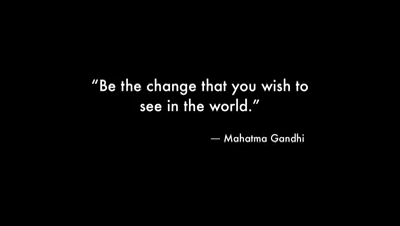 “Be the change that you wish to
see in the world.”
— Mahatma Gandhi